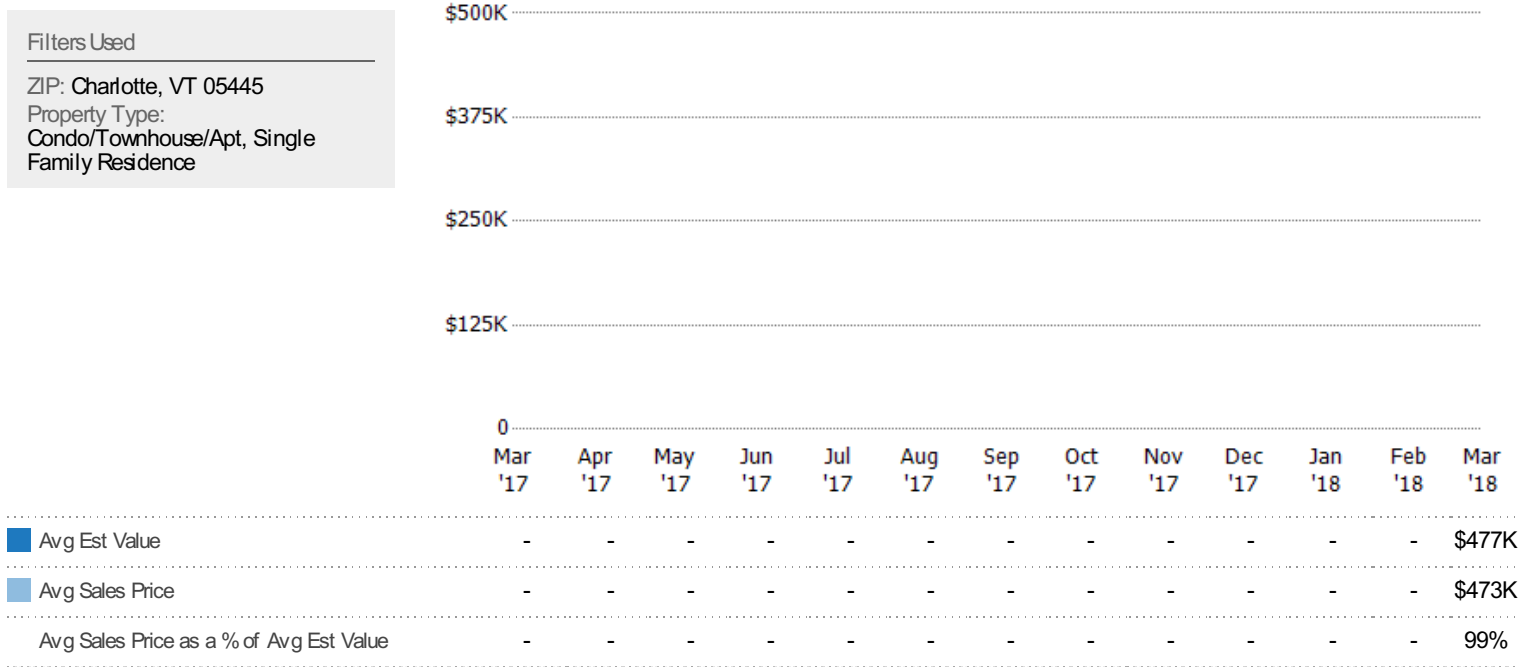 Filters Used
ZIP: Charlotte, VT 05445
Property Type:
Condo/Townhouse/Apt, Single
Family Residence
$500K
$375K
$250K
$125K
0
Mar Apr May Jun Jul Aug Sep Oct Nov Dec Jan Feb Mar
'17 '17 '17 '17 '17 '17 '17 '17 '17 '17 '18 '18 '18
Avg Est Value - - - - - - - - - - - - $477K
Avg Sales Price - - - - - - - - - - - - $473K
Avg Sales Price as a % of Avg Est Value - - - - - - - - - - - - 99%